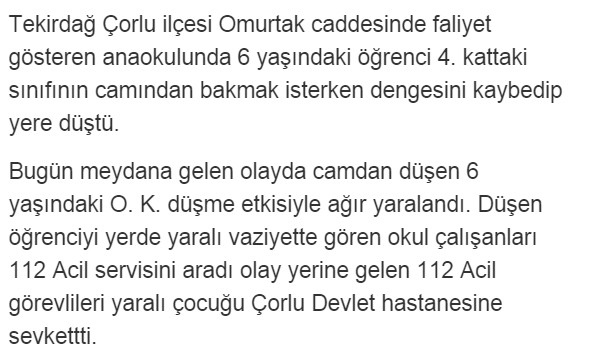 Tekirdağ Çorlu ilçesi Omurtak caddesinde faliyet
gösteren anaokulunda 6 yaşındaki öğrenci 4. kattaki
sınıfının camından bakmak isterken dengesini kaybedip
yere düştü.
Bugün meydana gelen olayda camdan düşen 6
yaşındaki O. K. düşme etkisiyle ağır yaralandı. Düşen
öğrenciyi yerde yaralı vaziyette gören okul çalışanları
112 Acil servisini aradı olay yerine gelen 112 Acil
görevlileri yaralı çocuğu Çorlu Devlet hastanesine
sevkettti.